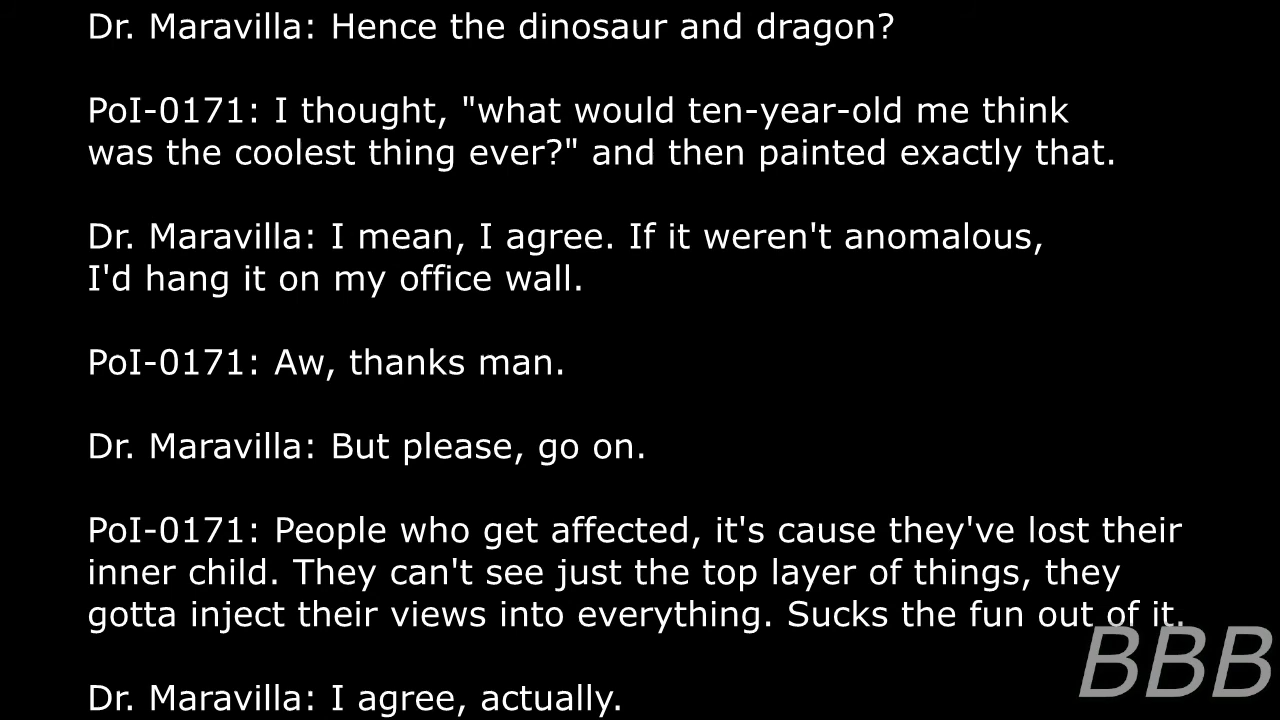 Dr. Maravilla: Hence the dinosaur and dragon?
PoI-0171: I thought, "what would ten-year-old me think
was the coolest thing ever?" and then painted exactly that.
Dr. Maravilla: I mean, I agree. If it weren't anomalous,
I'd hang it on my office wall.
PoI-0171: Aw, thanks man.
Dr. Maravilla: But please, go on.
PoI-0171: People who get affected, it's cause they've lost their
inner child. They can't see just the top layer of things, they
gotta inject their views into everything. Sucks the fun out of it.
BBB
Dr. Maravilla: I agree, actually.